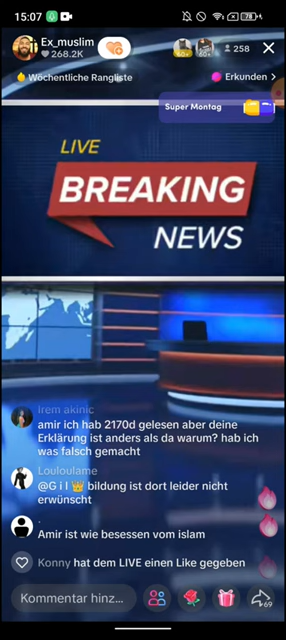 15:07
78
Ex_muslim
268.2K
60+
60+
258
Wöchentliche Rangliste
Erkunden >
Super Montag
LIVE
BREAKING
NEWS
Irem akinic
amir ich hab 2170d gelesen aber deine
Erklärung ist anders als da warum? hab ich
was falsch gemacht
Louloulame
@G i l 👑 bildung ist dort leider nicht
erwünscht
.
Amir ist wie besessen vom islam
Konny hat dem LIVE einen Like gegeben
Kommentar hinz...
69